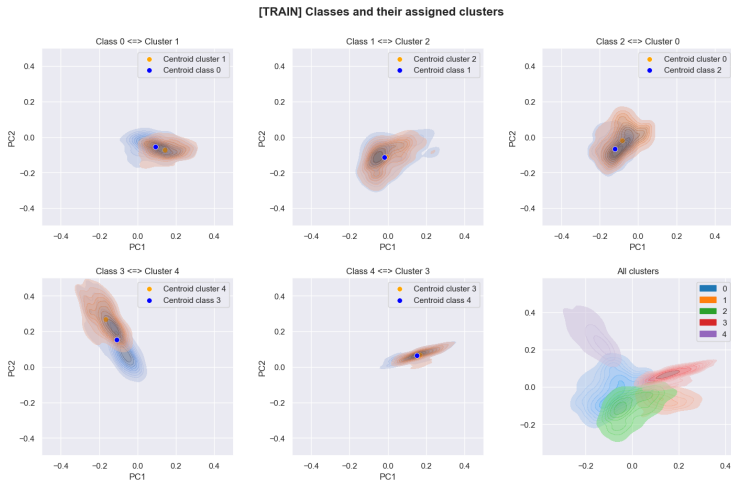 [TRAIN] Classes and their assigned clusters
Class 0 <=> Cluster 1
Class 1 <=> Cluster 2
Class 2 <=> Cluster 0
Centroid cluster 1
Centroid class 0
Centroid cluster 2
Centroid class 1
Centroid cluster 0
Centroid class 2
0.4
0.2
0.0
−0.2
−0.4
PC2
0.4
0.2
0.0
−0.2
−0.4
PC2
0.4
0.2
0.0
−0.2
−0.4
PC2
−0.4 −0.2 0.0 0.2 0.4
PC1
−0.4 −0.2 0.0 0.2 0.4
PC1
−0.4 −0.2 0.0 0.2 0.4
PC1
Class 3 <=> Cluster 4
Class 4 <=> Cluster 3
All clusters
Centroid cluster 4
Centroid class 3
Centroid cluster 3
Centroid class 4
0
1
2
3
4
0.4
0.2
0.0
−0.2
−0.4
PC2
0.4
0.2
0.0
−0.2
−0.4
PC2
0.4
0.2
0.0
−0.2
−0.4 −0.2 0.0 0.2 0.4
PC1
−0.4 −0.2 0.0 0.2 0.4
PC1
−0.4 −0.2 0.0 0.2 0.4